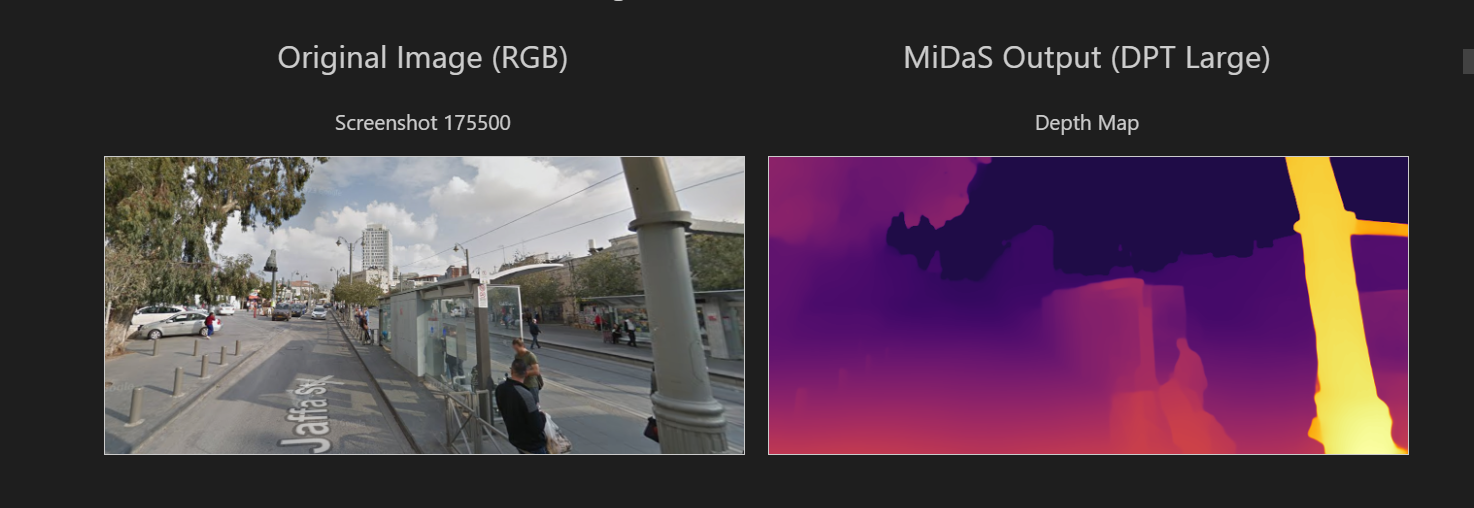 Original Image (RGB)
MiDaS Output (DPT Large)
Screenshot 175500
Depth Map
Jaffa St